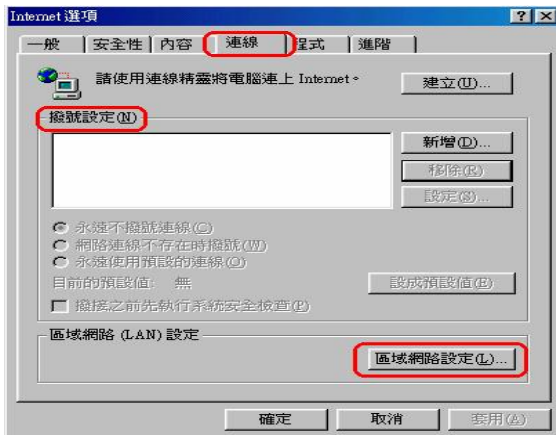 Internet 選項
一般 安全性 內容 連線 程式 進階
請使用連線精靈將電腦連上 Internet。
建立(U)...
撥號設定(N)
新增(D)...
移除(R)
設定(S)...
永遠不撥號連線(C)
網路連線不存在時撥號(W)
永遠使用預設的連線(O)
目前的預設值: 無
設成預設值(E)
撥接之前先執行系統安全檢查(P)
區域網路 (LAN) 設定
區域網路設定(L)...
確定 取消 套用(A)